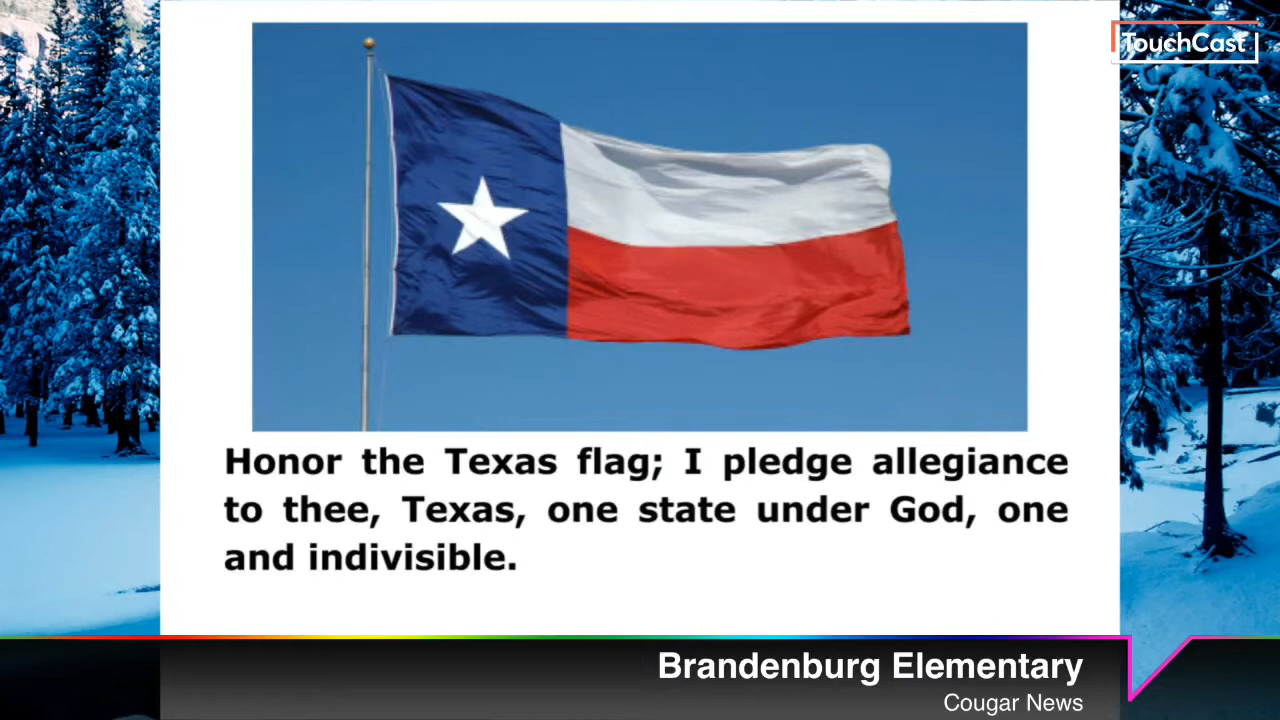 TouchCast
Honor the Texas flag; I pledge allegiance
to thee, Texas, one state under God, one
and indivisible.
Brandenburg Elementary
Cougar News